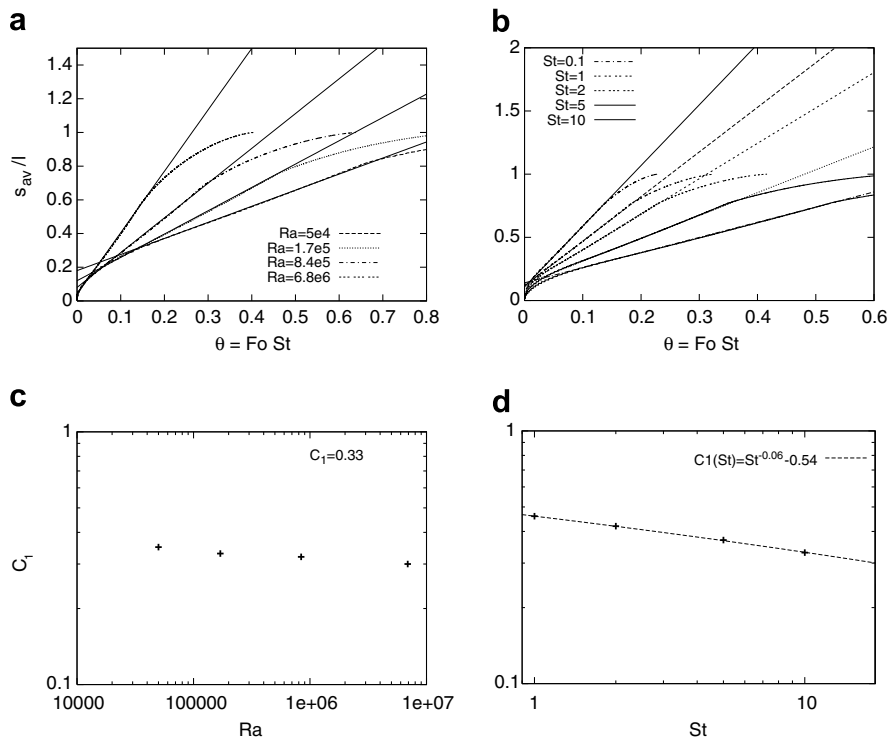 a
s_av/l
1.4
1.2
1
0.8
0.6
0.4
0.2
0
Ra=5e4
Ra=1.7e5
Ra=8.4e5
Ra=6.8e6
0 0.1 0.2 0.3 0.4 0.5 0.6 0.7 0.8
θ = Fo St
b
2
1.5
1
0.5
0
St=0.1
St=1
St=2
St=5
St=10
0 0.1 0.2 0.3 0.4 0.5 0.6
θ = Fo St
c
C₁
1
0.1
C₁=0.33
10000 100000 1e+06 1e+07
Ra
d
1
0.1
C1(St)=St^-0.06-0.54
1 10
St